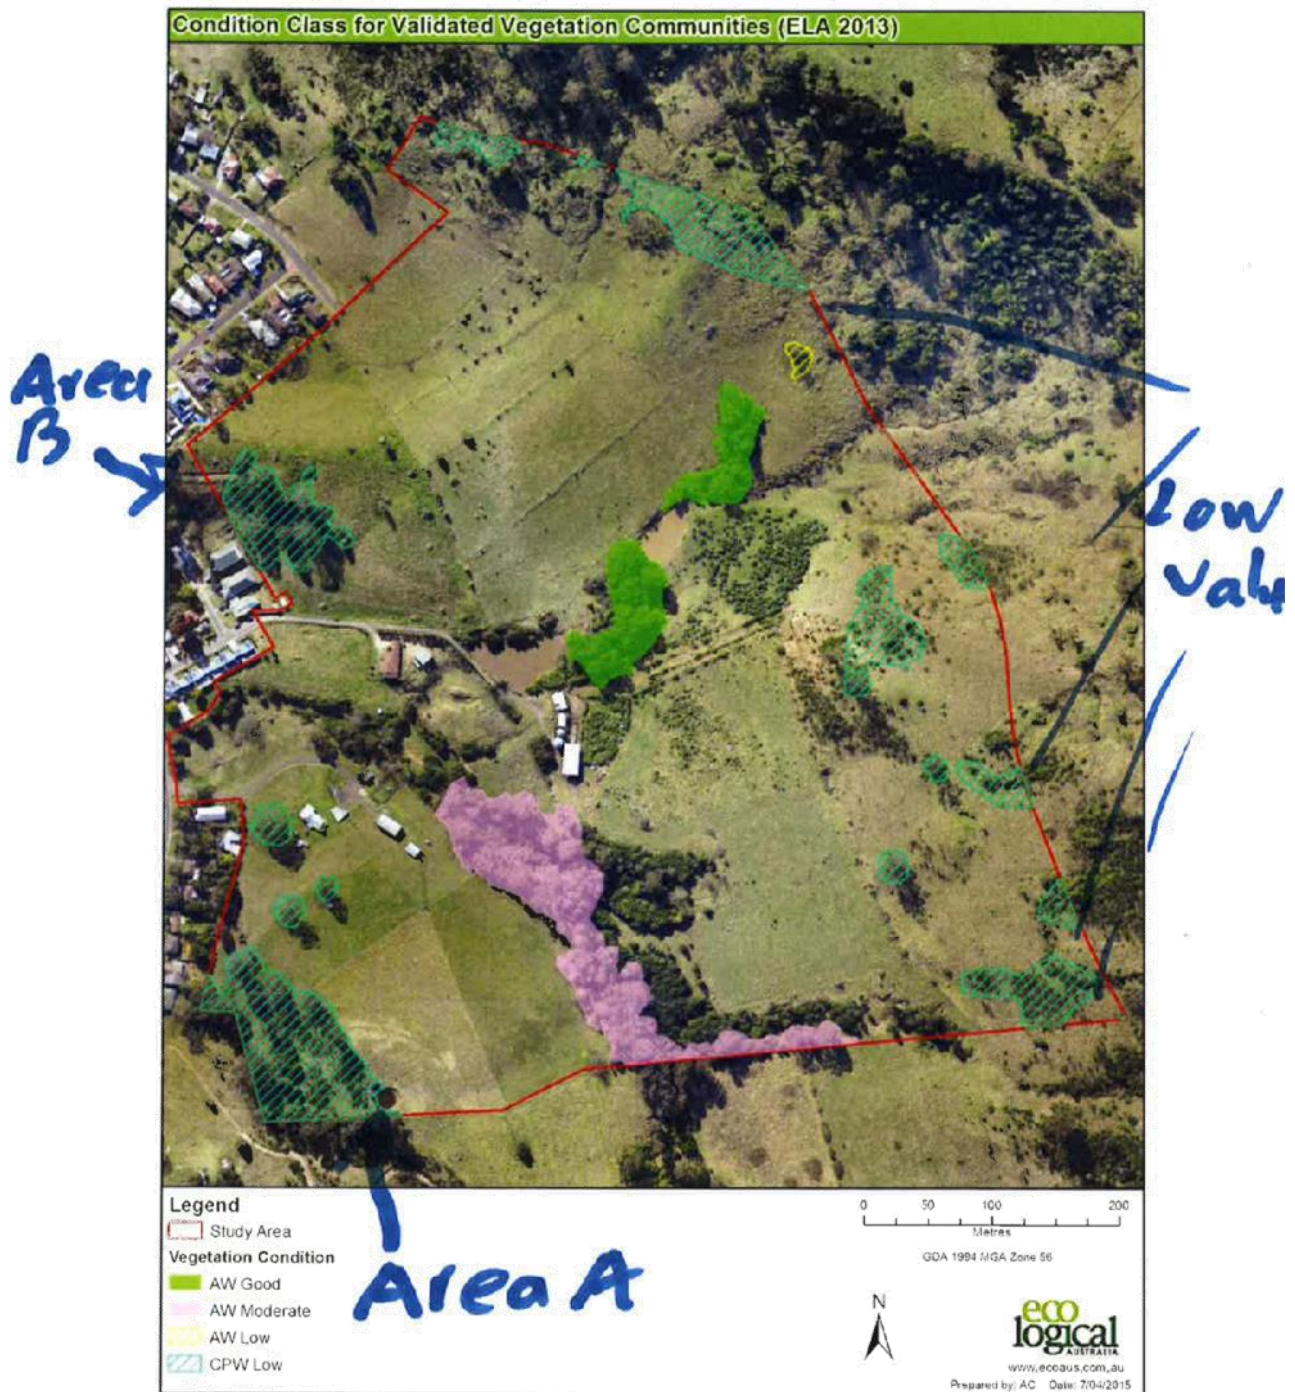 Condition Class for Validated Vegetation Communities (ELA 2013)
Area
B
Low
Legend
Study Area
Vegetation Condition
AW Good
AW Moderate
AW Low
CPW Low
Area A
0 50 100 200
Metres
GDA 1994 MGA Zone 56
N
eco
logical
AUSTRALIA
www.ecoaus.com.au
Prepared by: AC Date: 7/04/2015